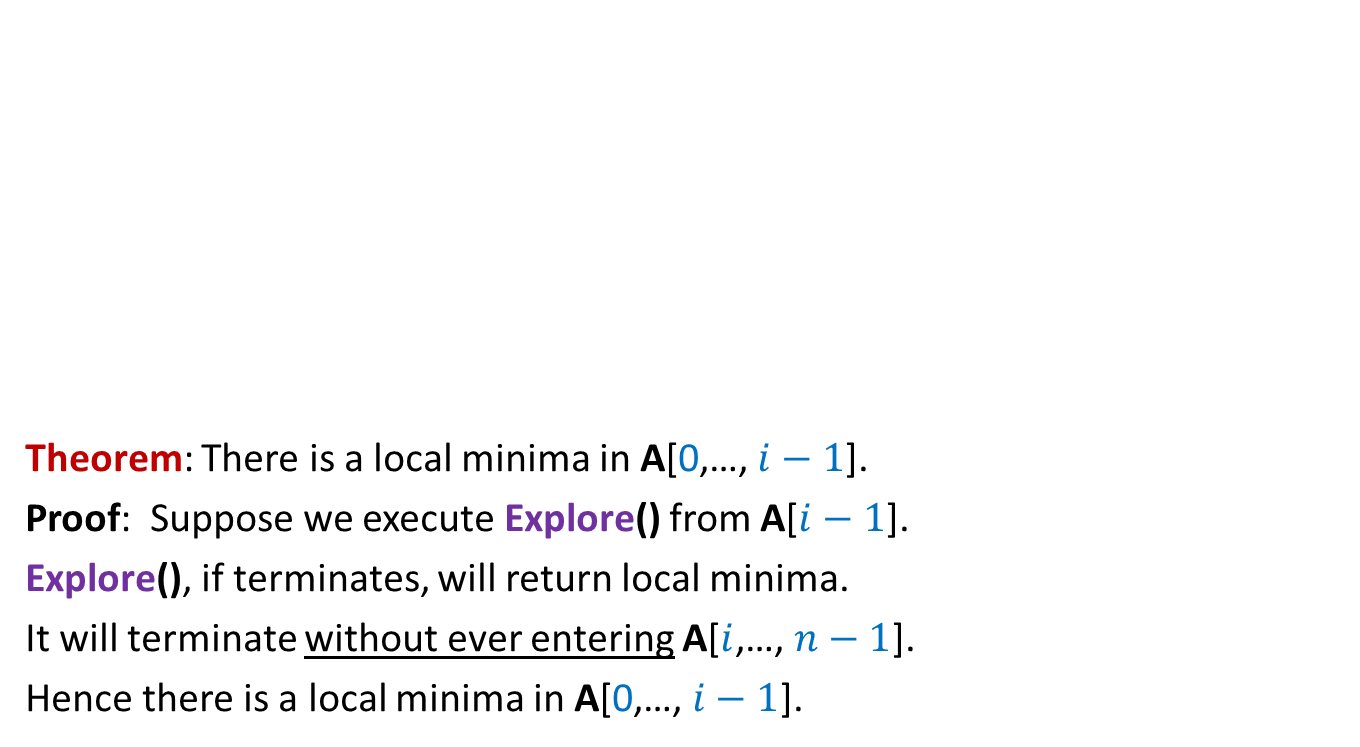 Theorem: There is a local minima in A[0,…, i − 1].
Proof: Suppose we execute Explore() from A[i − 1].
Explore(), if terminates, will return local minima.
It will terminate without ever entering A[i,…, n − 1].
Hence there is a local minima in A[0,…, i − 1].